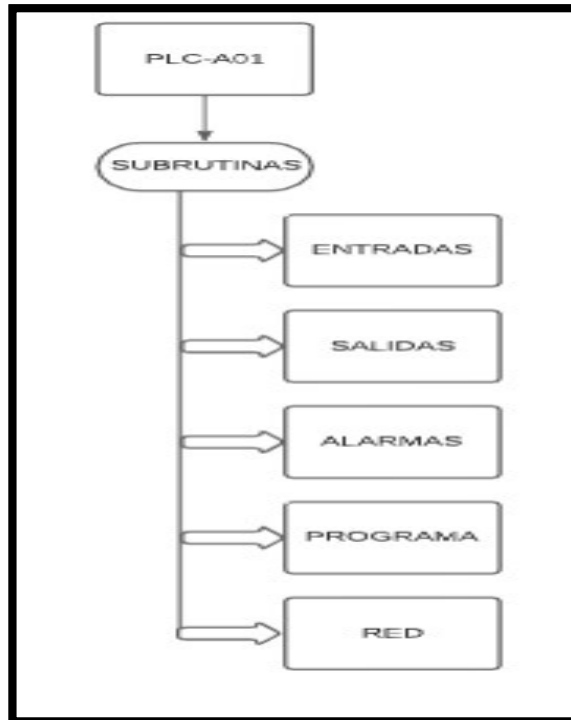 PLC-A01
SUBRUTINAS
ENTRADAS
SALIDAS
ALARMAS
PROGRAMA
RED